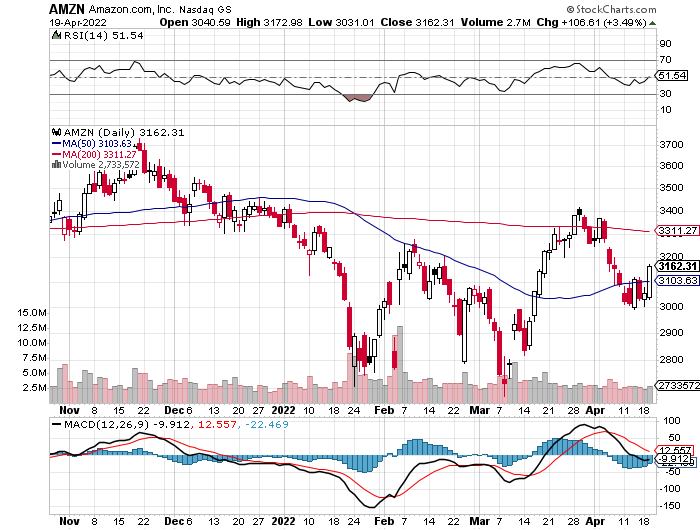 AMZN Amazon.com, Inc. Nasdaq GS © StockCharts.com
19-Apr-2022 Open 3040.59 High 3172.98 Low 3031.01 Close 3162.31 Volume 2.7M Chg +106.61 (+3.49%)
RSI(14) 51.54
90
70
51.54
30
10
AMZN (Daily) 3162.31
MA(50) 3103.63
MA(200) 3311.27
Volume 2,733,572
3700
3600
3500
3400
3311.27
3200
3162.31
3103.63
3000
2900
2800
2733572
15.0M
12.5M
10.0M
7.5M
5.0M
2.5M
Nov 8 15 22 Dec 6 13 20 27 2022 10 18 24 Feb 7 14 22 Mar 7 14 21 28 Apr 11 18
MACD(12,26,9) -9.912, 12.557, -22.469
100
50
12.557
-9.912
-50
-100
-150
Nov 8 15 22 Dec 6 13 20 27 2022 10 18 24 Feb 7 14 22 Mar 7 14 21 28 Apr 11 18